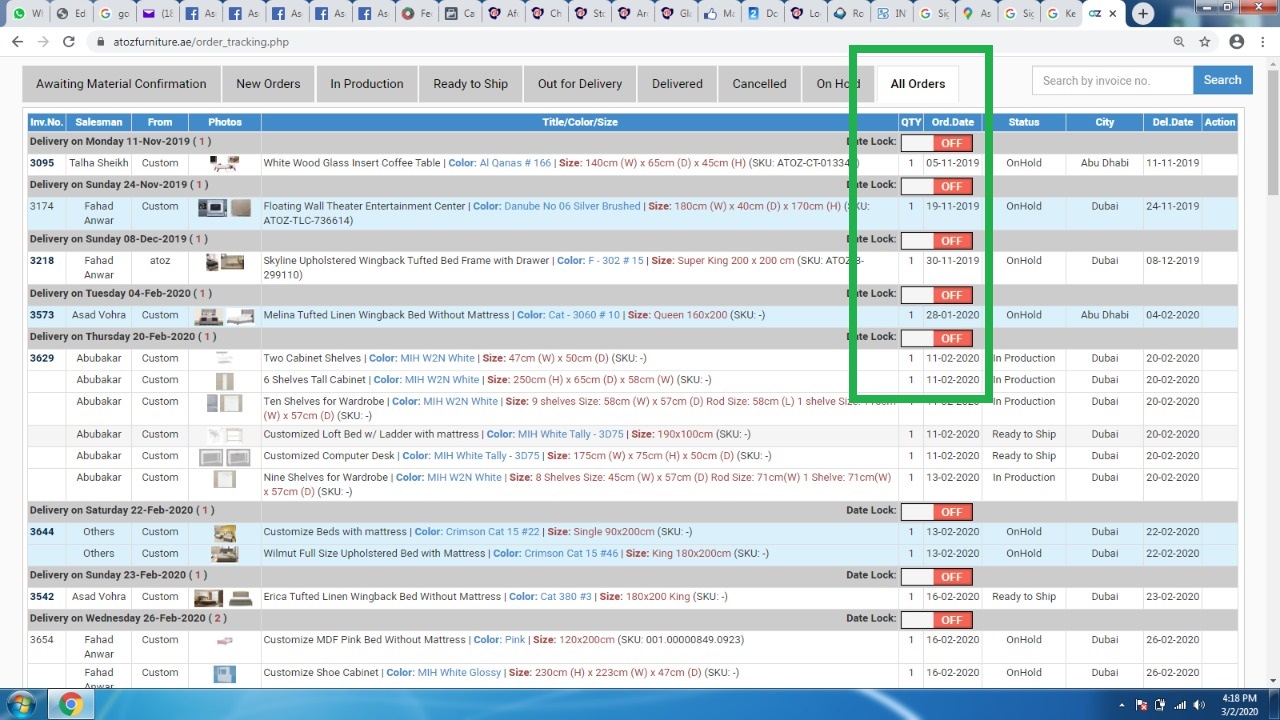 W
Ed
go
(1
As
As
As
As
As
Fe
Ca
Af
Ch
Sto
Ar
Glo
Mo
Do
Lo
Ro
IN
Sig
As
Sig
Ke
atozfurniture.ae/order_tracking.php
Awaiting Material Confirmation New Orders In Production Ready to Ship Out for Delivery Delivered Cancelled On Hold All Orders Search by invoice no. Search
Inv.No. Salesman From Photos Title/Color/Size QTY Ord.Date Status City Del.Date Action
Delivery on Monday 11-Nov-2019 ( 1 ) Date Lock: OFF
3095 Talha Sheikh Custom White Wood Glass Insert Coffee Table | Color: Al Qanas # 166 | Size: 140cm (W) x 65cm (D) x 45cm (H) (SKU: ATOZ-CT-01334 1 05-11-2019 OnHold Abu Dhabi 11-11-2019
Delivery on Sunday 24-Nov-2019 ( 1 ) Date Lock: OFF
3174 Fahad Custom Floating Wall Theater Entertainment Center | Color: Danube No 06 Silver Brushed | Size: 180cm (W) x 40cm (D) x 170cm (H) (SKU: 1 19-11-2019 OnHold Dubai 24-11-2019
Anwar ATOZ-TLC-736614)
Delivery on Sunday 08-Dec-2019 ( 1 ) Date Lock: OFF
3218 Fahad atoz Skyline Upholstered Wingback Tufted Bed Frame with Drawer | Color: F - 302 # 15 | Size: Super King 200 x 200 cm (SKU: ATOZ-B- 1 30-11-2019 OnHold Dubai 08-12-2019
Anwar 299110)
Delivery on Tuesday 04-Feb-2020 ( 1 ) Date Lock: OFF
3573 Asad Vohra Custom Melina Tufted Linen Wingback Bed Without Mattress | Color: Cat - 3060 # 10 | Size: Queen 160x200 (SKU: -) 1 28-01-2020 OnHold Abu Dhabi 04-02-2020
Delivery on Thursday 20-Feb-2020 ( 1 ) Date Lock: OFF
3629 Abubakar Custom Two Cabinet Shelves | Color: MIH W2N White | Size: 47cm (W) x 50cm (D) (SKU: -) 1 11-02-2020 In Production Dubai 20-02-2020
Abubakar Custom 6 Shelves Tall Cabinet | Color: MIH W2N White | Size: 250cm (H) x 65cm (D) x 58cm (W) (SKU: -) 1 11-02-2020 In Production Dubai 20-02-2020
Abubakar Custom Ten Shelves for Wardrobe | Color: MIH W2N White | Size: 9 shelves Size: 58cm (W) x 57cm (D) Rod Size: 58cm (L) 1 shelve Size: 1 11-02-2020 In Production Dubai 20-02-2020
(W) x 57cm (D) (SKU: -)
Abubakar Custom Customized Loft Bed w/ Ladder with mattress | Color: MIH White Tally - 3D75 | Size: 190x100cm (SKU: -) 1 11-02-2020 Ready to Ship Dubai 20-02-2020
Abubakar Custom Customized Computer Desk | Color: MIH White Tally - 3D75 | Size: 175cm (W) x 75cm (H) x 50cm (D) (SKU: -) 1 11-02-2020 Ready to Ship Dubai 20-02-2020
Abubakar Custom Nine Shelves for Wardrobe | Color: MIH W2N White | Size: 8 Shelves Size: 45cm (W) x 57cm (D) Rod Size: 71cm(W) 1 Shelve: 71cm(W) 1 13-02-2020 In Production Dubai 20-02-2020
x 57cm (D) (SKU: -)
Delivery on Saturday 22-Feb-2020 ( 1 ) Date Lock: OFF
3644 Others Custom Customize Beds with mattress | Color: Crimson Cat 15 #22 | Size: Single 90x200cm (SKU: -) 1 13-02-2020 OnHold Dubai 22-02-2020
Others Custom Wilmut Full Size Upholstered Bed with Mattress | Color: Crimson Cat 15 #46 | Size: King 180x200cm (SKU: -) 1 13-02-2020 OnHold Dubai 22-02-2020
Delivery on Sunday 23-Feb-2020 ( 1 ) Date Lock: OFF
3542 Asad Vohra Custom Erica Tufted Linen Wingback Bed Without Mattress | Color: Cat 380 #3 | Size: 180x200 King (SKU: -) 1 16-02-2020 Ready to Ship Dubai 23-02-2020
Delivery on Wednesday 26-Feb-2020 ( 2 ) Date Lock: OFF
3654 Fahad Custom Customize MDF Pink Bed Without Mattress | Color: Pink | Size: 120x200cm (SKU: 001.00000849.0923) 1 16-02-2020 OnHold Dubai 26-02-2020
Anwar
Fahad Custom Customize Shoe Cabinet | Color: MIH White Glossy | Size: 230cm (H) x 223cm (W) x 47cm (D) (SKU: -) 1 16-02-2020 OnHold Dubai 26-02-2020
Anwar
4:18 PM
3/2/2020